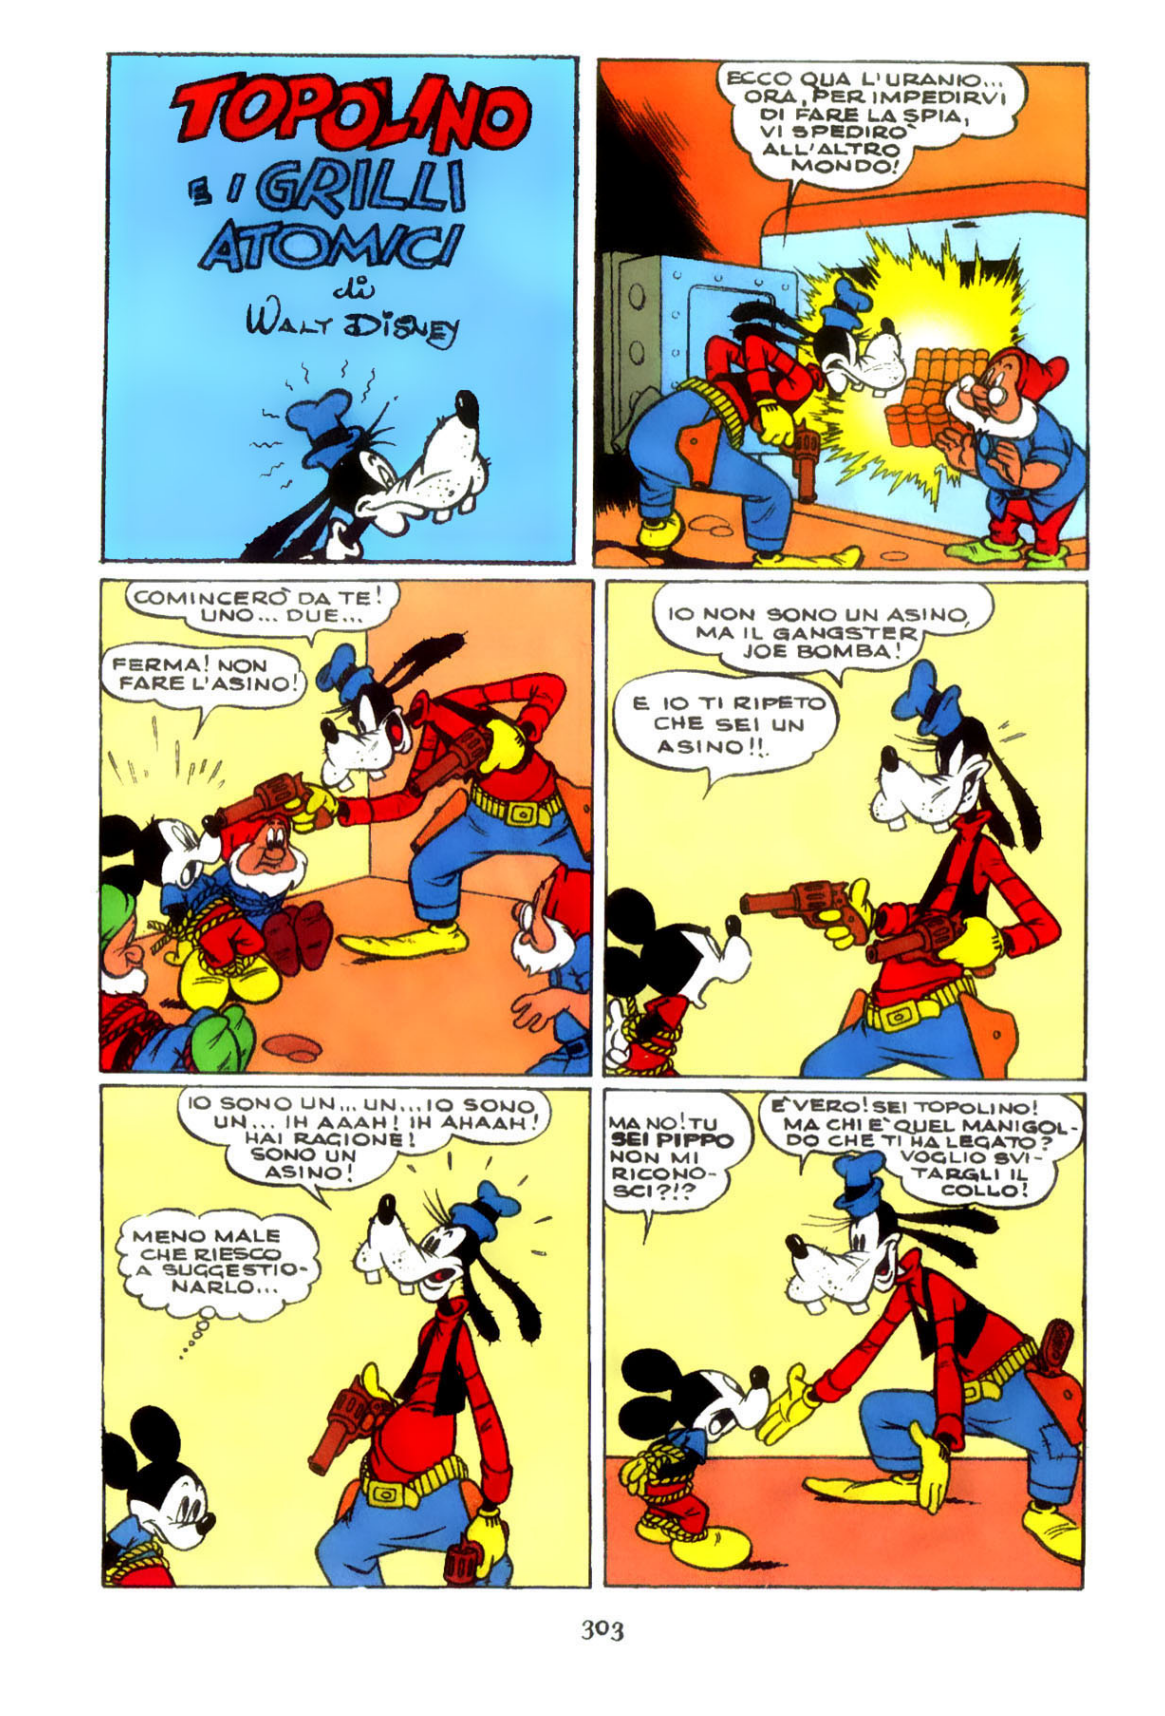 TOPOLINO
E I GRILLI
ATOMICI
di
WALT DISNEY
ECCO QUA L'URANIO...
ORA, PER IMPEDIRVI
DI FARE LA SPIA,
VI SPEDIRO'
ALL'ALTRO
MONDO!
COMINCERO' DA TE!
UNO... DUE...
FERMA! NON
FARE L'ASINO!
IO NON SONO UN ASINO,
MA IL GANGSTER
JOE BOMBA!
E IO TI RIPETO
CHE SEI UN
ASINO!!
IO SONO UN... UN... IO SONO
UN... IH AAAH! IH AHAAH!
HAI RAGIONE!
SONO UN
ASINO!
MENO MALE
CHE RIESCO
A SUGGESTIO-
NARLO...
MA NO! TU
SEI PIPPO
NON MI
RICONO-
SCI?!?
E' VERO! SEI TOPOLINO!
MA CHI E' QUEL MANIGOL-
DO CHE TI HA LEGATO?
VOGLIO SVI-
TARGLI IL
COLLO!
303